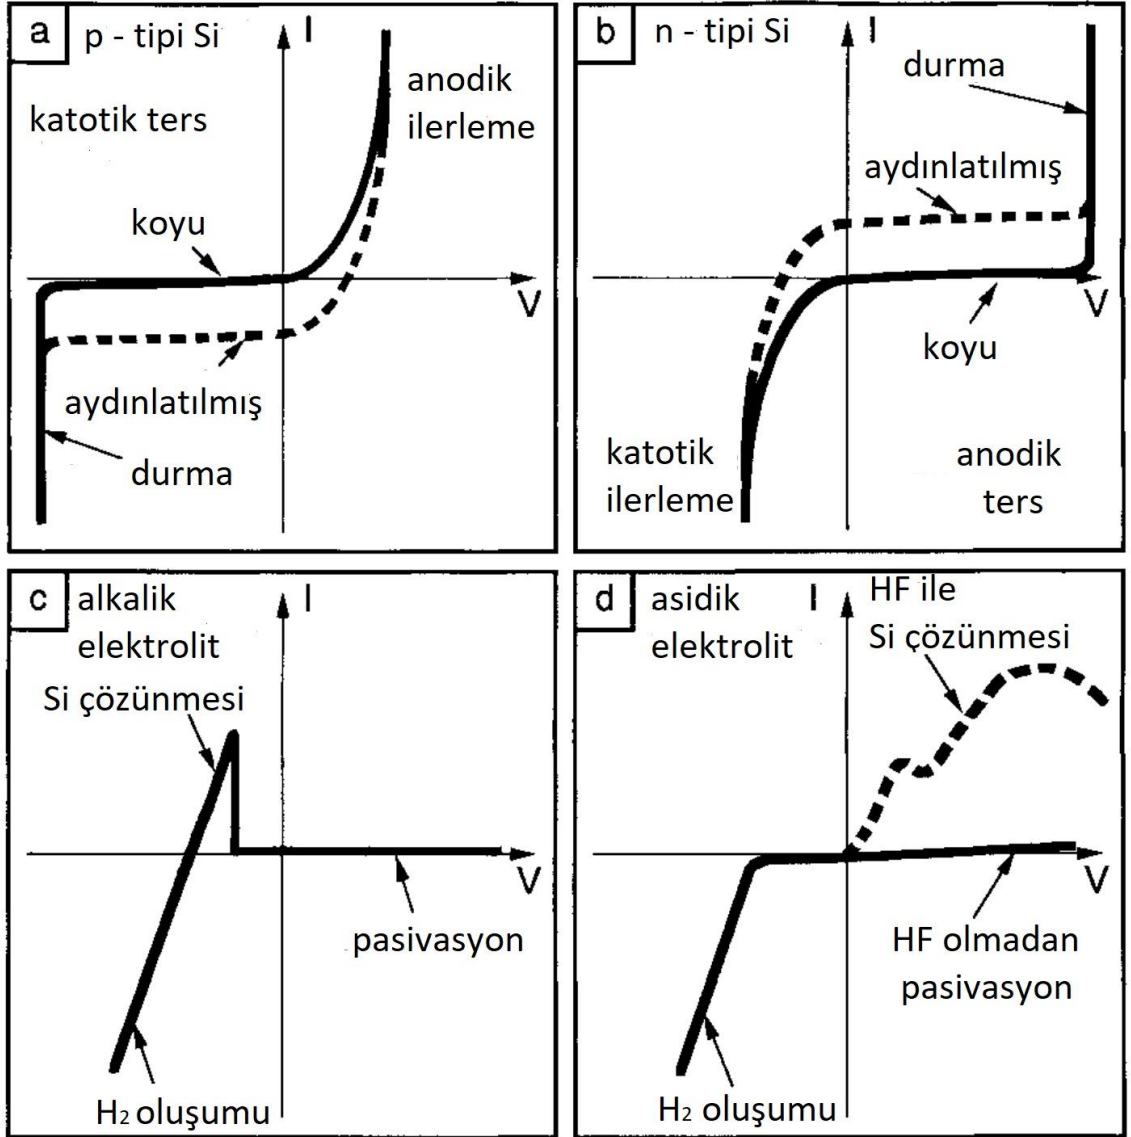 a
p - tipi Si
I
anodik
ilerleme
katotik ters
koyu
V
aydınlatılmış
durma
b
n - tipi Si
I
durma
aydınlatılmış
V
koyu
katotik
ilerleme
anodik
ters
c
alkalik
elektrolit
I
Si çözünmesi
V
pasivasyon
H₂ oluşumu
d
asidik
elektrolit
I
HF ile
Si çözünmesi
V
HF olmadan
pasivasyon
H₂ oluşumu